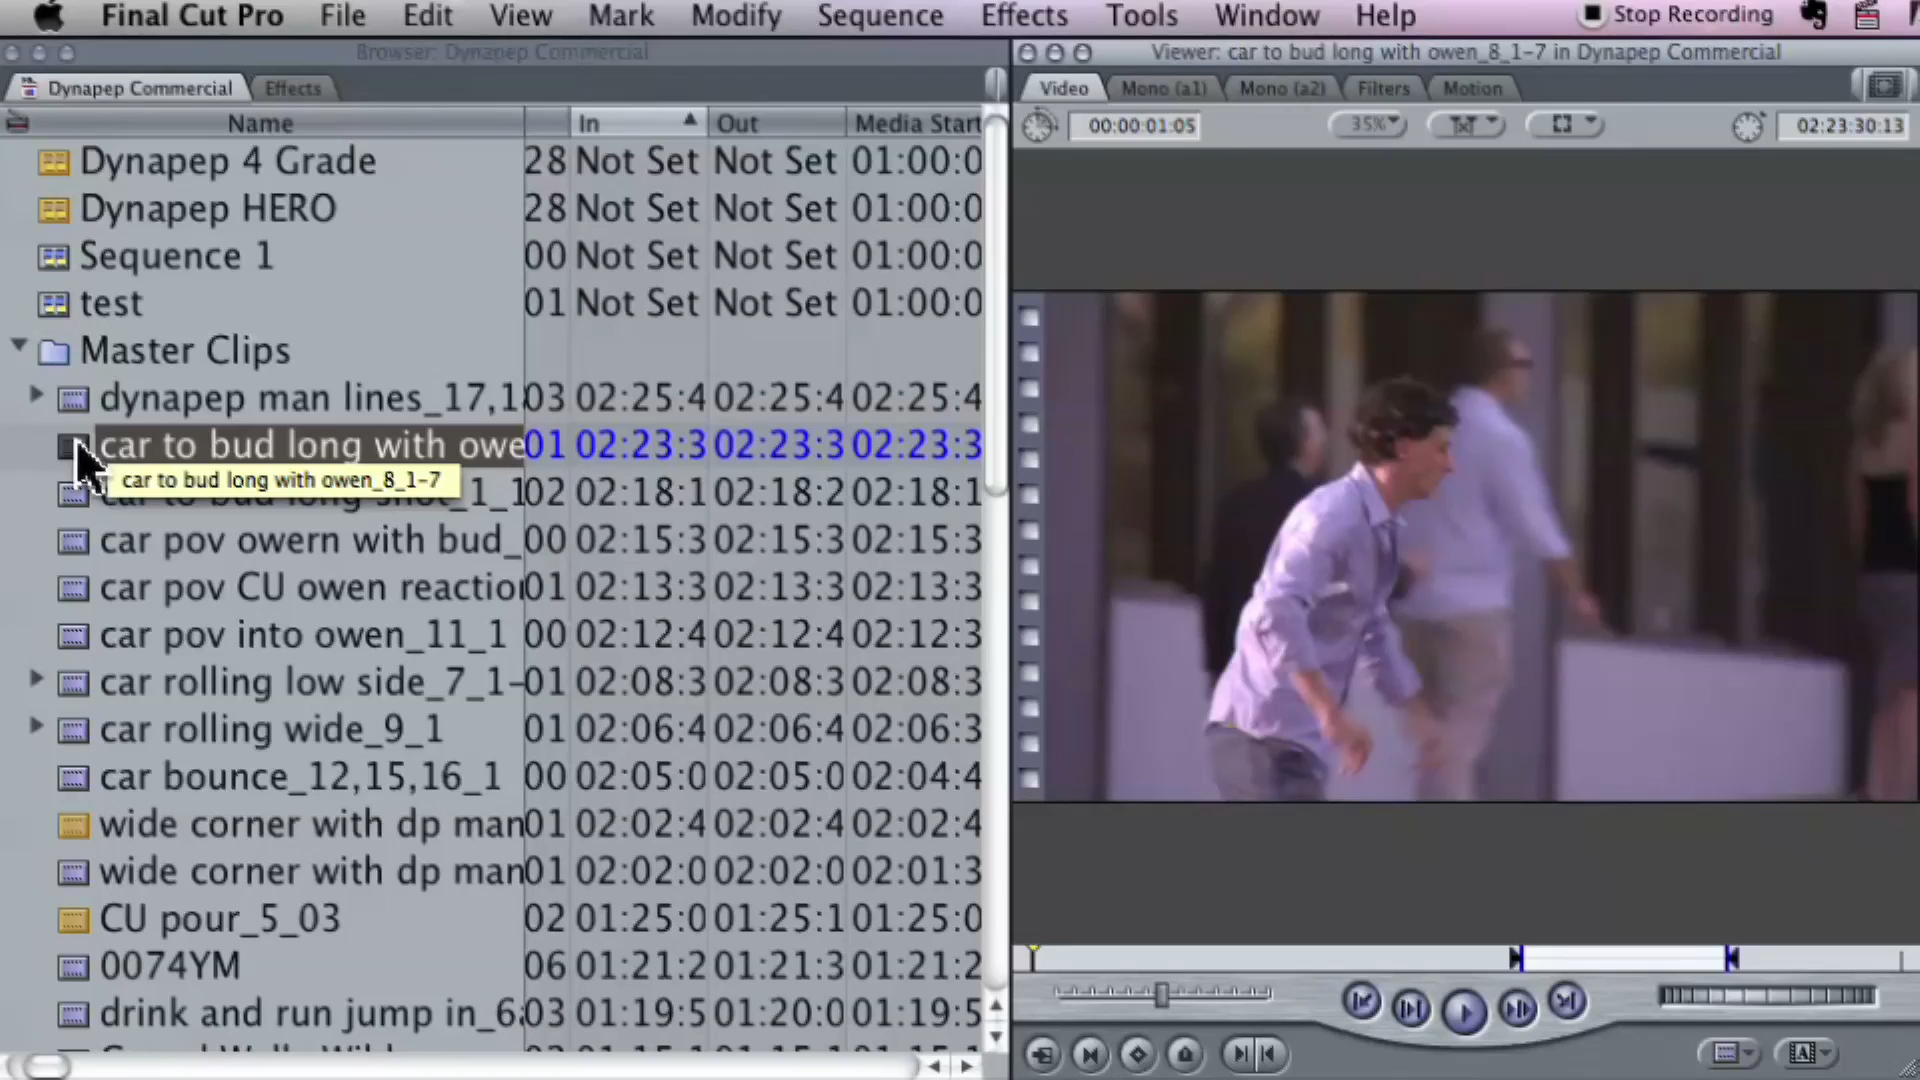 Final Cut Pro File Edit View Mark Modify Sequence Effects Tools Window Help Stop Recording
Browser: Dynapep Commercial
Viewer: car to bud long with owen_8_1-7 in Dynapep Commercial
Dynapep Commercial Effects
Video Mono (a1) Mono (a2) Filters Motion
Name In Out Media Start
00:00:01:05 35% 02:23:30:13
Dynapep 4 Grade 28 Not Set Not Set 01:00:0
Dynapep HERO 28 Not Set Not Set 01:00:0
Sequence 1 00 Not Set Not Set 01:00:0
test 01 Not Set Not Set 01:00:0
Master Clips
dynapep man lines_17,1 03 02:25:4 02:25:4 02:25:4
car to bud long with owe 01 02:23:3 02:23:3 02:23:3
car to bud long with owen_8_1-7
car to bud long shot_1_1 02 02:18:1 02:18:2 02:18:1
car pov owern with bud_ 00 02:15:3 02:15:3 02:15:3
car pov CU owen reaction 01 02:13:3 02:13:3 02:13:3
car pov into owen_11_1 00 02:12:4 02:12:4 02:12:3
car rolling low side_7_1- 01 02:08:3 02:08:3 02:08:3
car rolling wide_9_1 01 02:06:4 02:06:4 02:06:3
car bounce_12,15,16_1 00 02:05:0 02:05:0 02:04:4
wide corner with dp man 01 02:02:4 02:02:4 02:02:4
wide corner with dp man 01 02:02:0 02:02:0 02:01:3
CU pour_5_03 02 01:25:0 01:25:1 01:25:0
0074YM 06 01:21:2 01:21:3 01:21:2
drink and run jump in_6 03 01:19:5 01:20:0 01:19:5